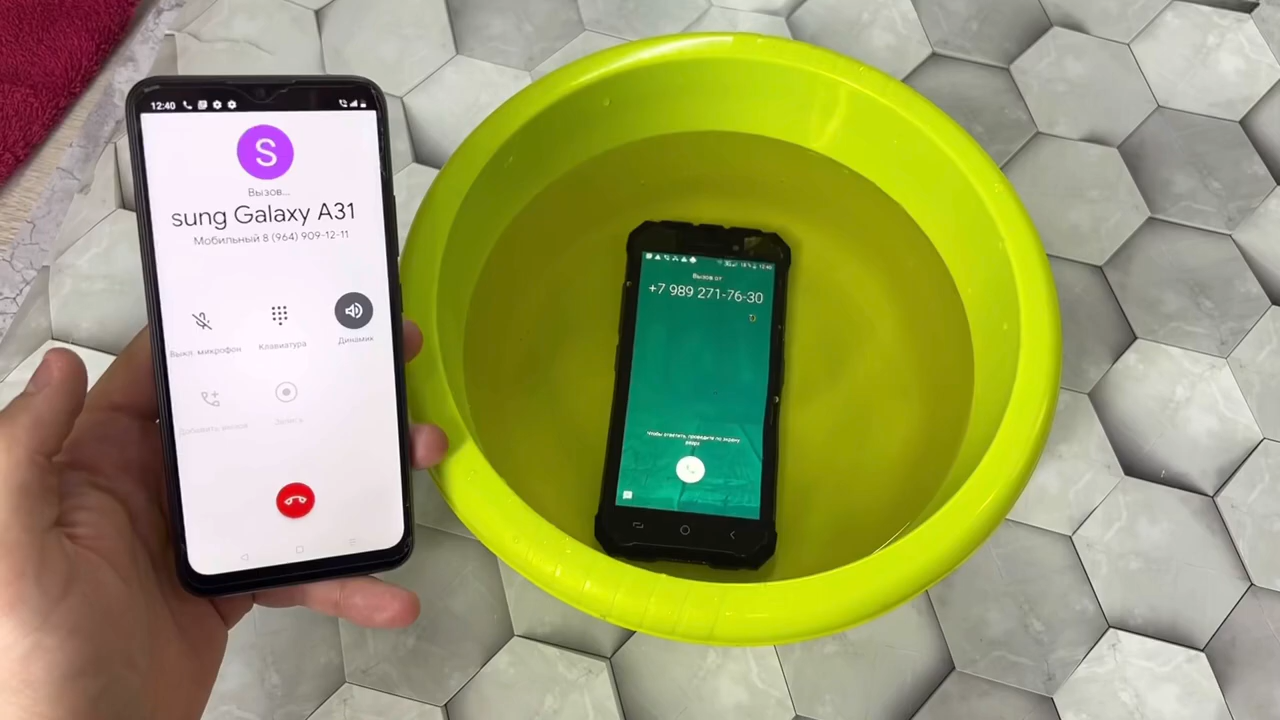 12:40
S
Вызов...
sung Galaxy A31
Мобильный 8 (964) 909-12-11
Выкл. микрофон
Клавиатура
Динамик
Добавить вызов
Запись
Вызов от
+7 989 271-76-30
Чтобы ответить, проведите по экрану
вверх